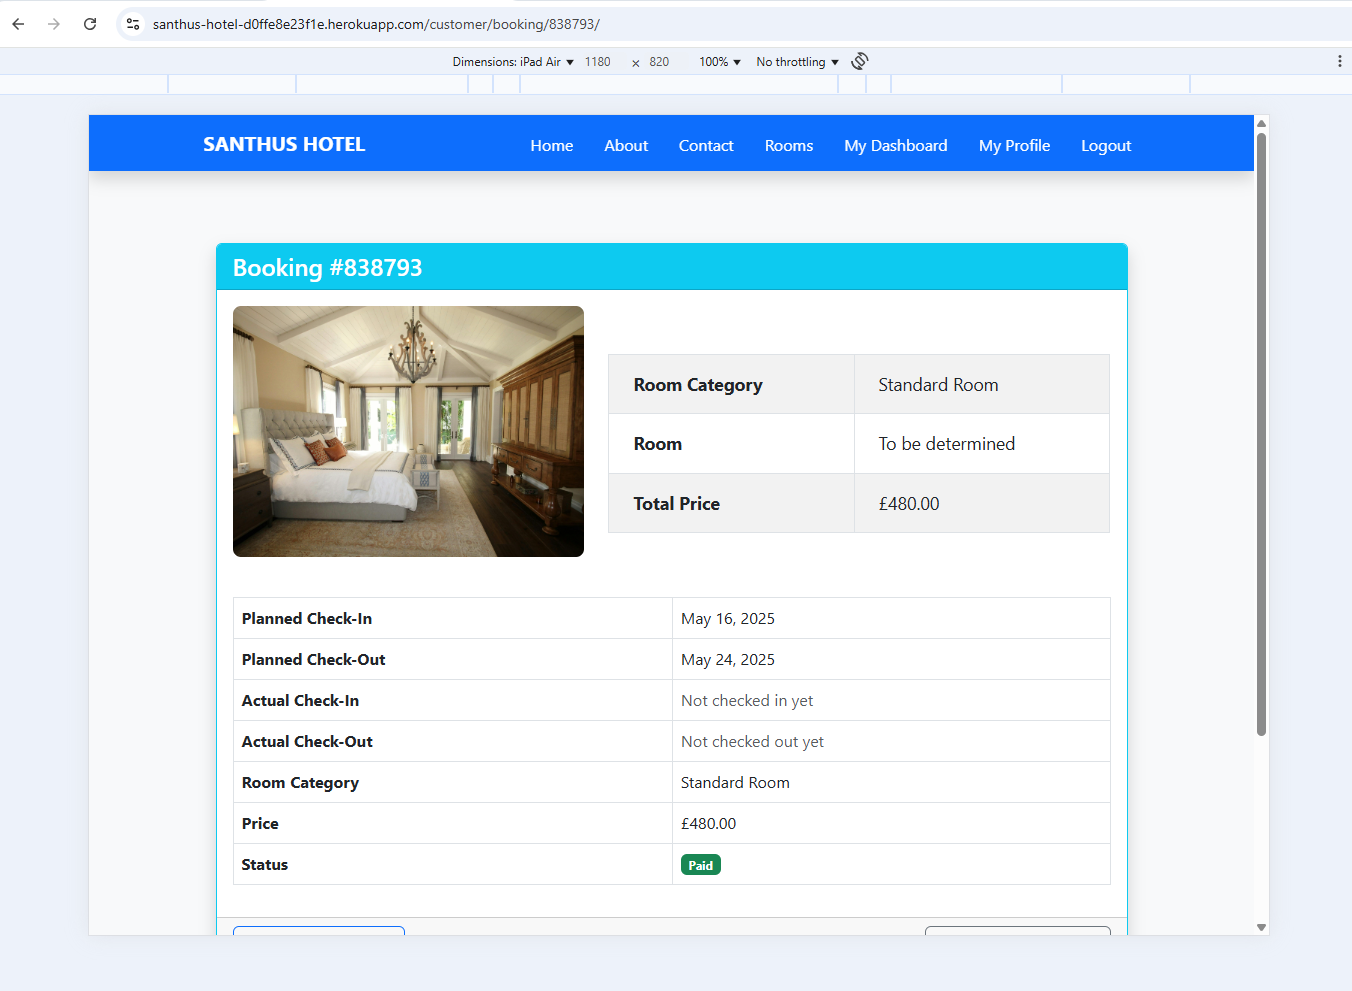 santhus-hotel-d0ffe8e23f1e.herokuapp.com/customer/booking/838793/
Dimensions: iPad Air ▼ 1180 × 820 100% ▼ No throttling ▼
SANTHUS HOTEL Home About Contact Rooms My Dashboard My Profile Logout
Booking #838793
Room Category Standard Room
Room To be determined
Total Price £480.00
Planned Check-In May 16, 2025
Planned Check-Out May 24, 2025
Actual Check-In Not checked in yet
Actual Check-Out Not checked out yet
Room Category Standard Room
Price £480.00
Status Paid